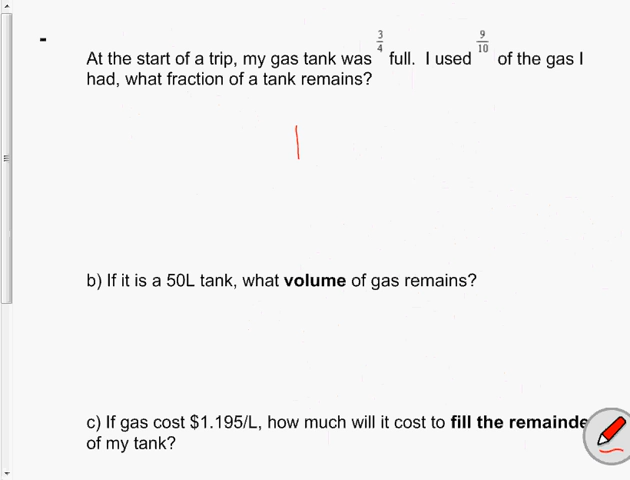 At the start of a trip, my gas tank was 3/4 full. I used 9/10 of the gas I
had, what fraction of a tank remains?
b) If it is a 50L tank, what volume of gas remains?
c) If gas cost $1.195/L, how much will it cost to fill the remainde
of my tank?